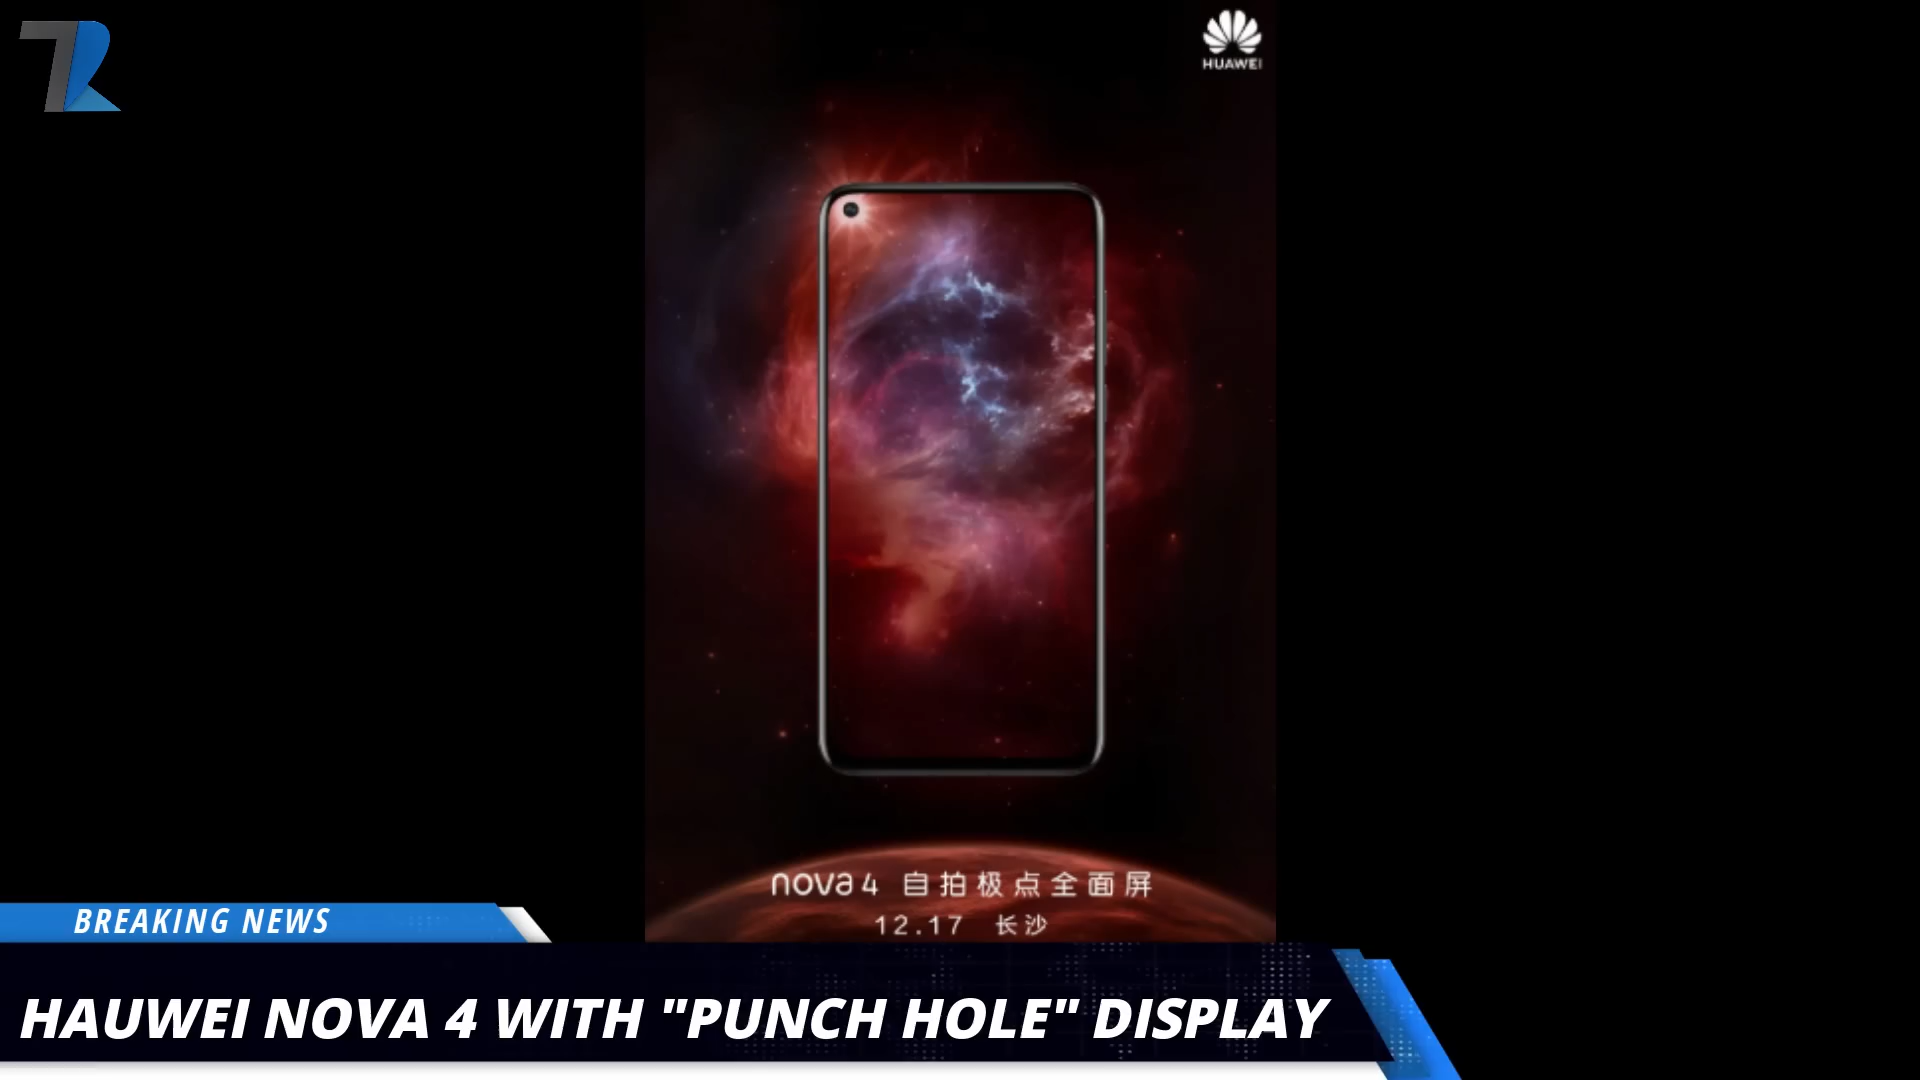 HUAWEI
nova 4 自拍极点全面屏
12.17 长沙
BREAKING NEWS
HAUWEI NOVA 4 WITH "PUNCH HOLE" DISPLAY